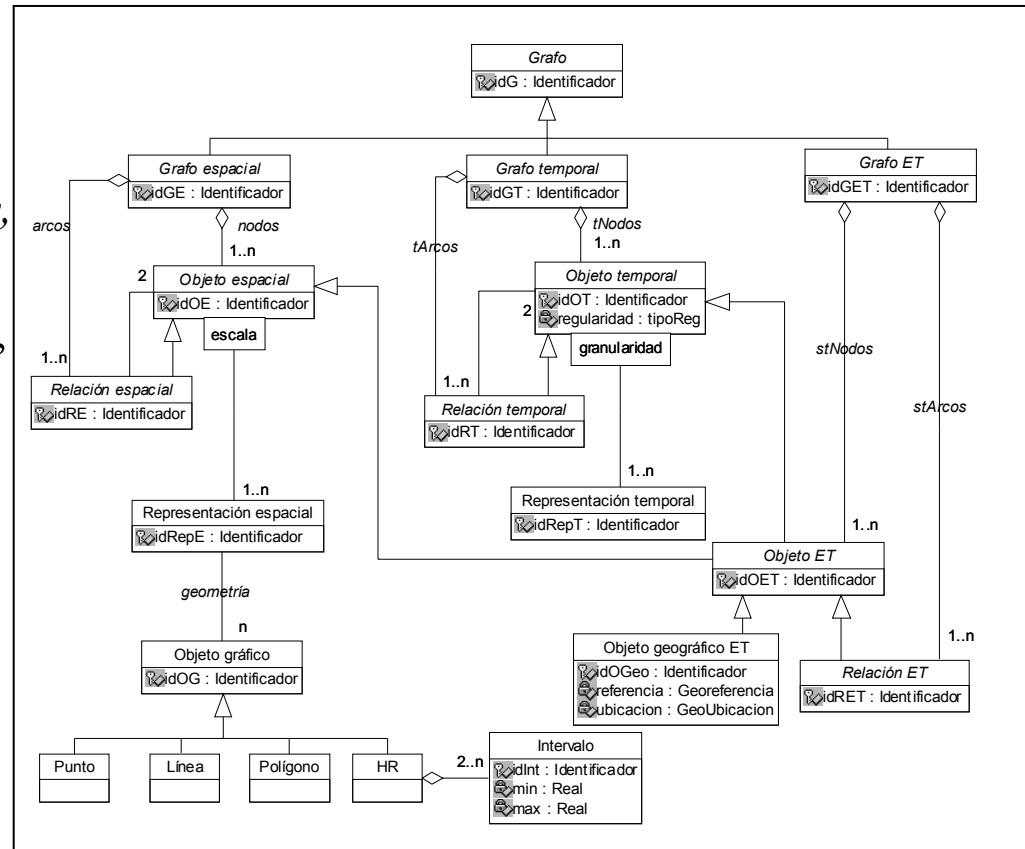 Grafo
idG : Identificador
Grafo espacial
idGE : Identificador
Grafo temporal
idGT : Identificador
Grafo ET
idGET : Identificador
,
arcos
nodos
1..n
tArcos
tNodos
1..n
2
Objeto espacial
idOE : Identificador
escala
2
Objeto temporal
idOT : Identificador
regularidad : tipoReg
granularidad
,
stNodos
stArcos
1..n
Relación espacial
idRE : Identificador
1..n
Relación temporal
idRT : Identificador
1..n
Representación espacial
idRepE : Identificador
1..n
Representación temporal
idRepT : Identificador
1..n
Objeto ET
idOET : Identificador
geometría
n
Objeto gráfico
idOG : Identificador
Objeto geográfico ET
idOGeo : Identificador
referencia : Georeferencia
ubicacion : GeoUbicacion
1..n
Relación ET
idRET : Identificador
Punto
Línea
Polígono
HR
2..n
Intervalo
idInt : Identificador
min : Real
max : Real